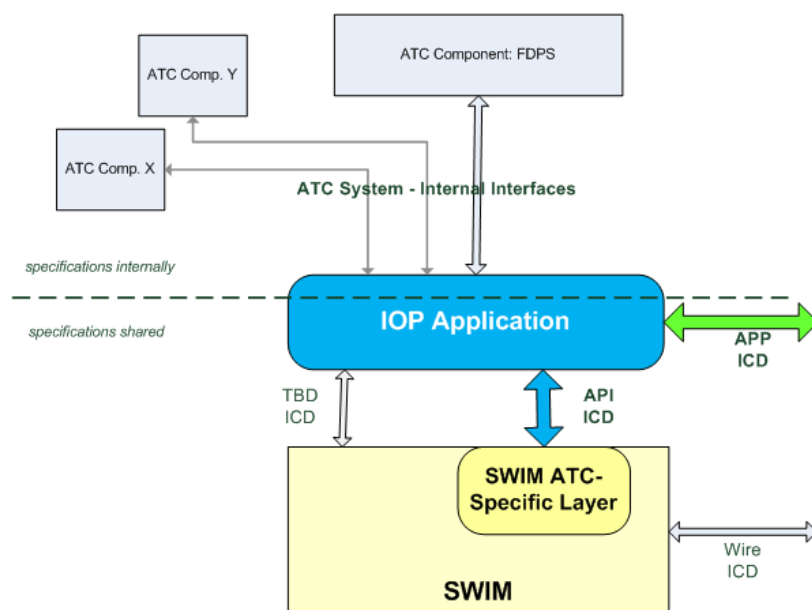 ATC Comp. Y
ATC Component: FDPS
ATC Comp. X
ATC System - Internal Interfaces
specifications internally
specifications shared
IOP Application
APP
ICD
TBD
ICD
API
ICD
SWIM ATC-
Specific Layer
Wire
ICD
SWIM